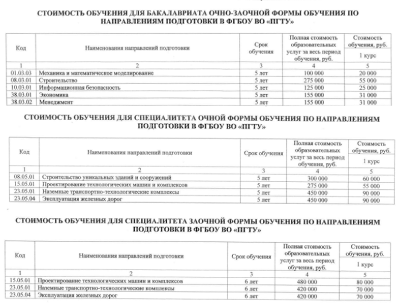 СТОИМОСТЬ ОБУЧЕНИЯ ДЛЯ БАКАЛАВРИАТА ОЧНО-ЗАОЧНОЙ ФОРМЫ ОБУЧЕНИЯ ПО
НАПРАВЛЕНИЯМ ПОДГОТОВКИ В ФГБОУ ВО «ПГТУ»
Код Наименования направлений подготовки Срок обучения Полная стоимость образовательных услуг за весь период обучения, руб. Стоимость обучения, руб. 1 курс
1 2 3 4 5
01.03.03 Механика и математическое моделирование 5 лет 100 000 20 000
08.03.01 Строительство 5 лет 275 000 55 000
10.03.01 Информационная безопасность 5 лет 125 000 25 000
38.03.01 Экономика 5 лет 155 000 31 000
38.03.02 Менеджмент 5 лет 155 000 31 000
СТОИМОСТЬ ОБУЧЕНИЯ ДЛЯ СПЕЦИАЛИТЕТА ОЧНОЙ ФОРМЫ ОБУЧЕНИЯ ПО НАПРАВЛЕНИЯМ
ПОДГОТОВКИ В ФГБОУ ВО «ПГТУ»
Код Наименования направлений подготовки Срок обучения Полная стоимость образовательных услуг за весь период обучения, руб. Стоимость обучения, руб. 1 курс
1 2 3 4 5
08.05.01 Строительство уникальных зданий и сооружений 5 лет 300 000 60 000
15.05.01 Проектирование технологических машин и комплексов 5 лет 275 000 55 000
23.05.01 Наземные транспортно-технологические комплексы 5 лет 450 000 90 000
23.05.04 Эксплуатация железных дорог 5 лет 450 000 90 000
СТОИМОСТЬ ОБУЧЕНИЯ ДЛЯ СПЕЦИАЛИТЕТА ЗАОЧНОЙ ФОРМЫ ОБУЧЕНИЯ ПО НАПРАВЛЕНИЯМ
ПОДГОТОВКИ В ФГБОУ ВО «ПГТУ»
Код Наименования направлений подготовки Срок обучения Полная стоимость образовательных услуг за весь период обучения, руб. Стоимость обучения, руб. 1 курс
1 2 3 4 5
15.05.01 Проектирование технологических машин и комплексов 6 лет 480 000 80 000
23.05.01 Наземные транспортно-технологические комплексы 6 лет 420 000 70 000
23.05.04 Эксплуатация железных дорог 6 лет 420 000 70 000